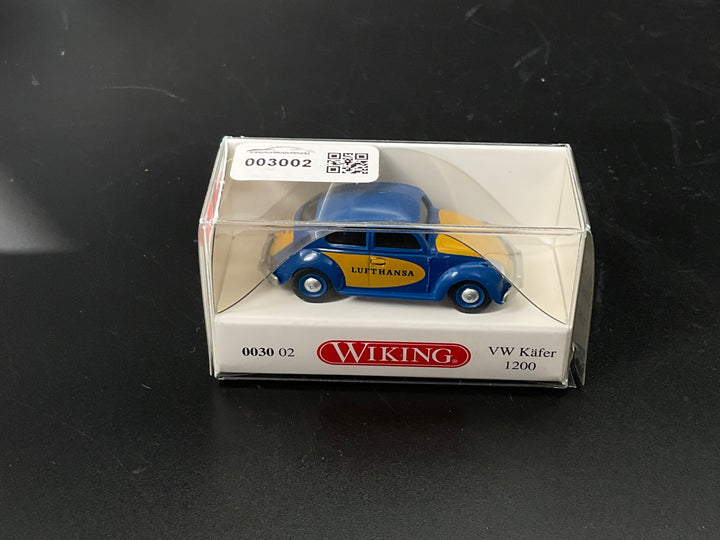 003002
LUFTHANSA
0030 02
WIKING®
VW Käfer
1200